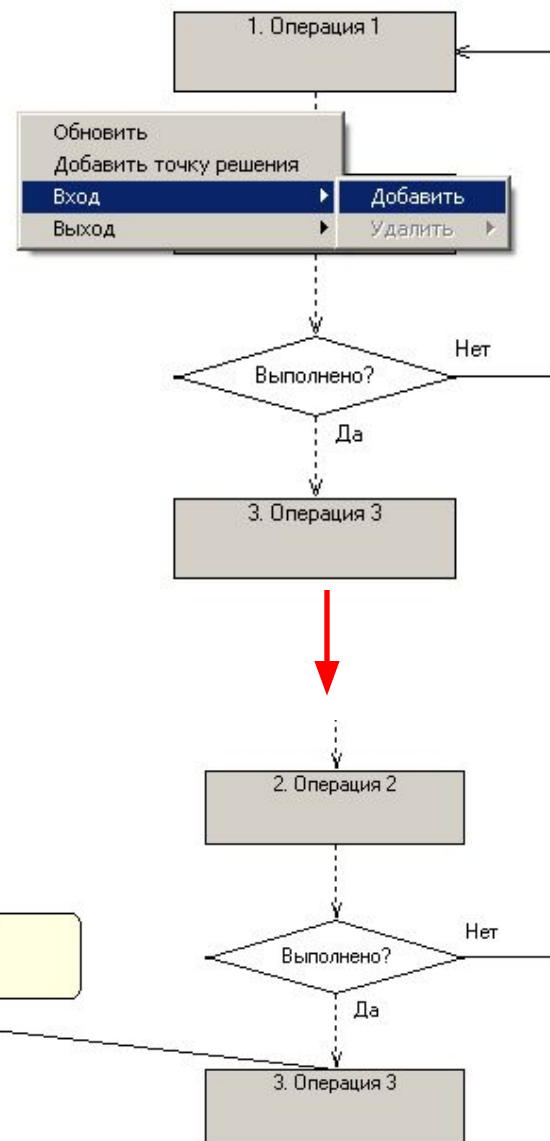 1. Операция 1
Обновить
Добавить точку решения
Вход
Добавить
Выход
Удалить
Нет
Выполнено?
Да
3. Операция 3
2. Операция 2
Нет
Выполнено?
Да
3. Операция 3